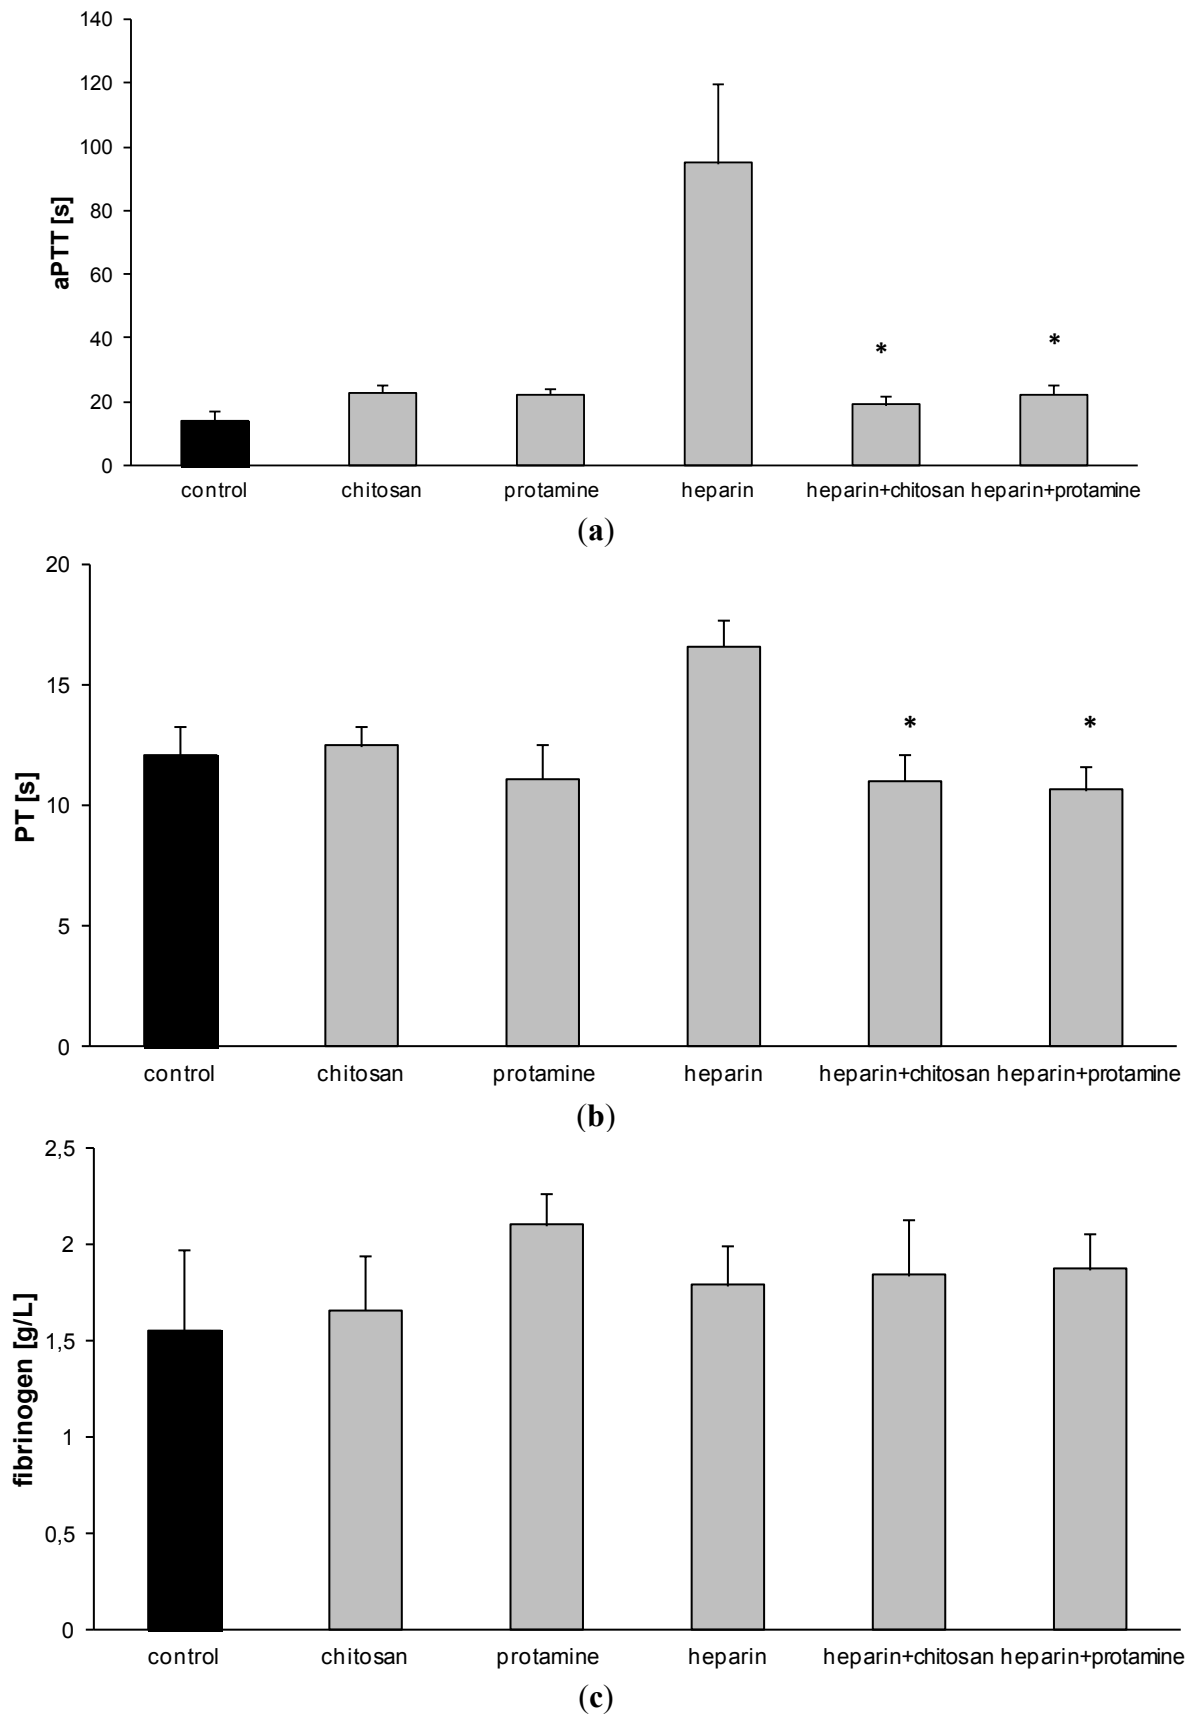 140
120
100
80
60
40
20
0
aPTT [s]
* *
control chitosan protamine heparin heparin+chitosan heparin+protamine
(a)
20
15
10
5
0
PT [s]
* *
control chitosan protamine heparin heparin+chitosan heparin+protamine
(b)
2,5
2
1,5
1
0,5
0
fibrinogen [g/L]
control chitosan protamine heparin heparin+chitosan heparin+protamine
(c)